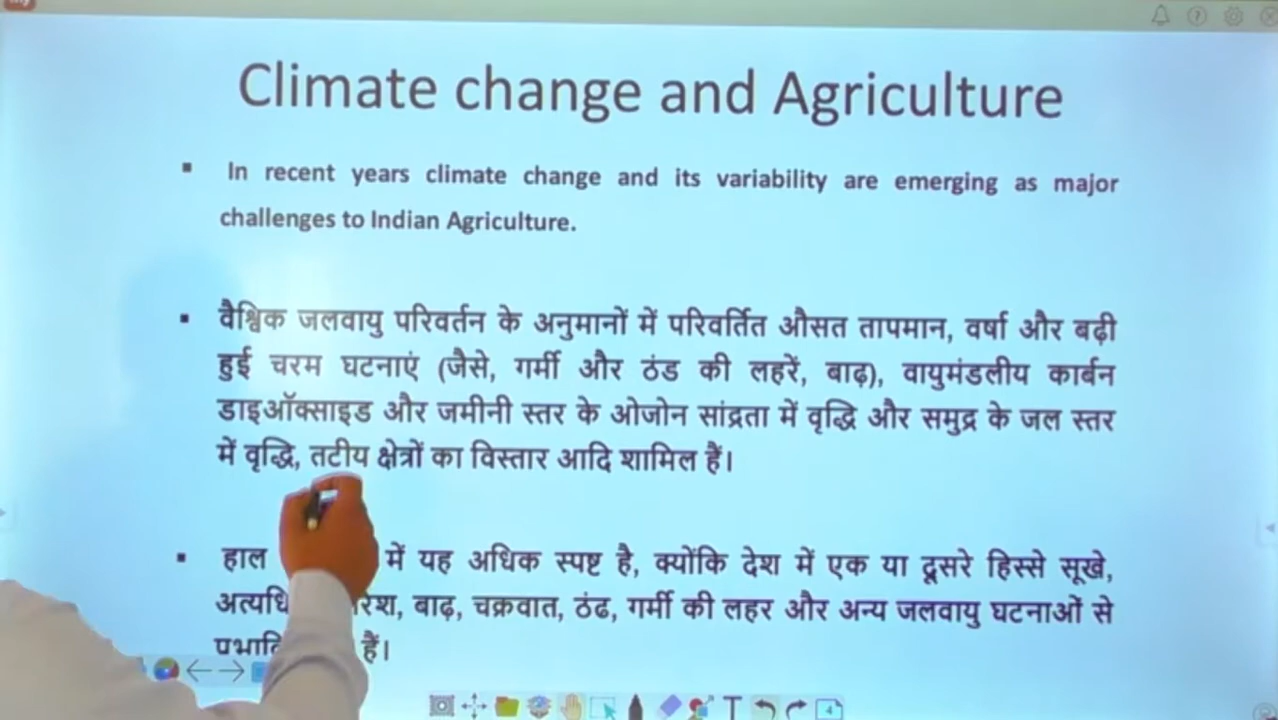 Climate change and Agriculture
▪ In recent years climate change and its variability are emerging as major
challenges to Indian Agriculture.
▪ वैश्विक जलवायु परिवर्तन के अनुमानों में परिवर्तित औसत तापमान, वर्षा और बढ़ी
हुई चरम घटनाएं (जैसे, गर्मी और ठंड की लहरें, बाढ़), वायुमंडलीय कार्बन
डाइऑक्साइड और जमीनी स्तर के ओजोन सांद्रता में वृद्धि और समुद्र के जल स्तर
में वृद्धि, तटीय क्षेत्रों का विस्तार आदि शामिल हैं।
▪ हाल में यह अधिक स्पष्ट है, क्योंकि देश में एक या दूसरे हिस्से सूखे,
बाढ़, चक्रवात, ठंढ, गर्मी की लहर और अन्य जलवायु घटनाओं से
हैं।